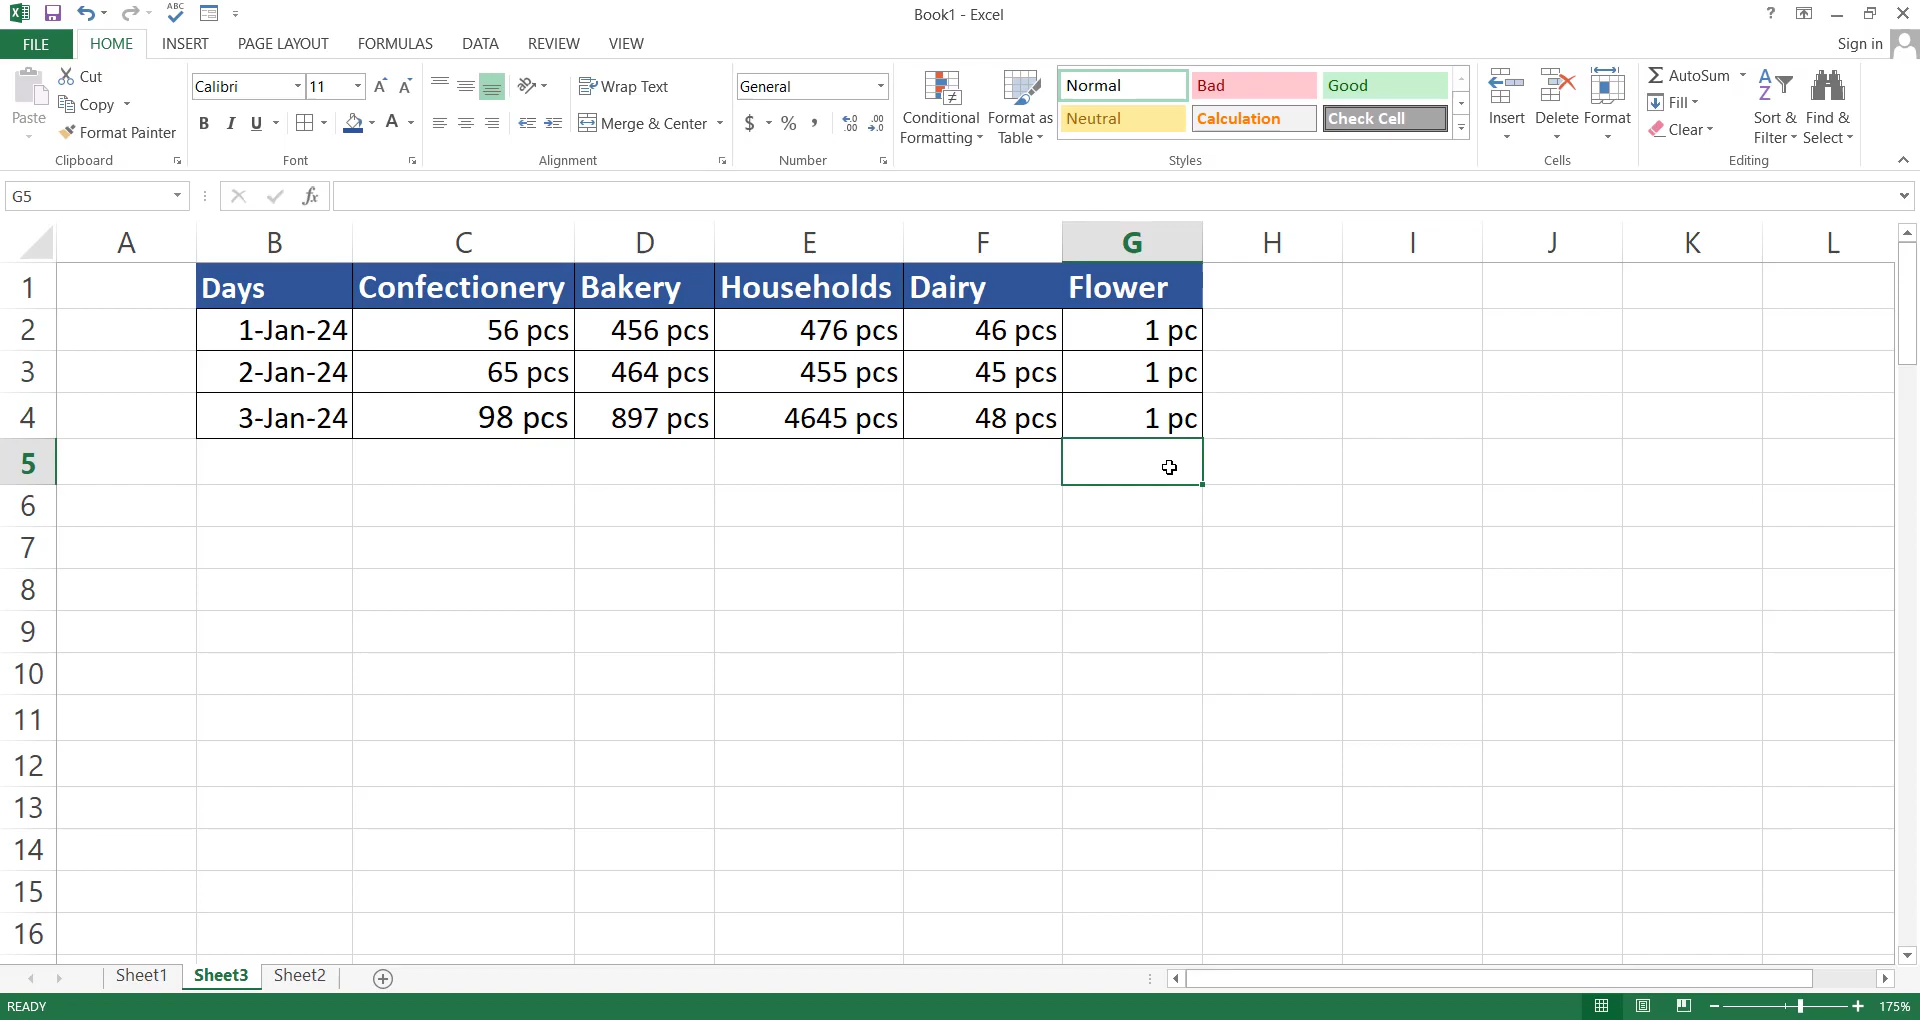 Book1 - Excel
?
FILE HOME INSERT PAGE LAYOUT FORMULAS DATA REVIEW VIEW
Sign in
Paste
Cut
Copy
Format Painter
Clipboard
Calibri 11
B I U
Font
Wrap Text
Merge & Center
Alignment
General
$ % ,
Number
Conditional Formatting
Format as Table
Normal Bad Good
Neutral Calculation Check Cell
Styles
Insert Delete Format
Cells
AutoSum
Fill
Clear
Sort & Filter
Find & Select
Editing
G5
fx
A B C D E F G H I J K L
1 Days Confectionery Bakery Households Dairy Flower
2 1-Jan-24 56 pcs 456 pcs 476 pcs 46 pcs 1 pc
3 2-Jan-24 65 pcs 464 pcs 455 pcs 45 pcs 1 pc
4 3-Jan-24 98 pcs 897 pcs 4645 pcs 48 pcs 1 pc
5
6
7
8
9
10
11
12
13
14
15
16
Sheet1 Sheet3 Sheet2
READY
175%